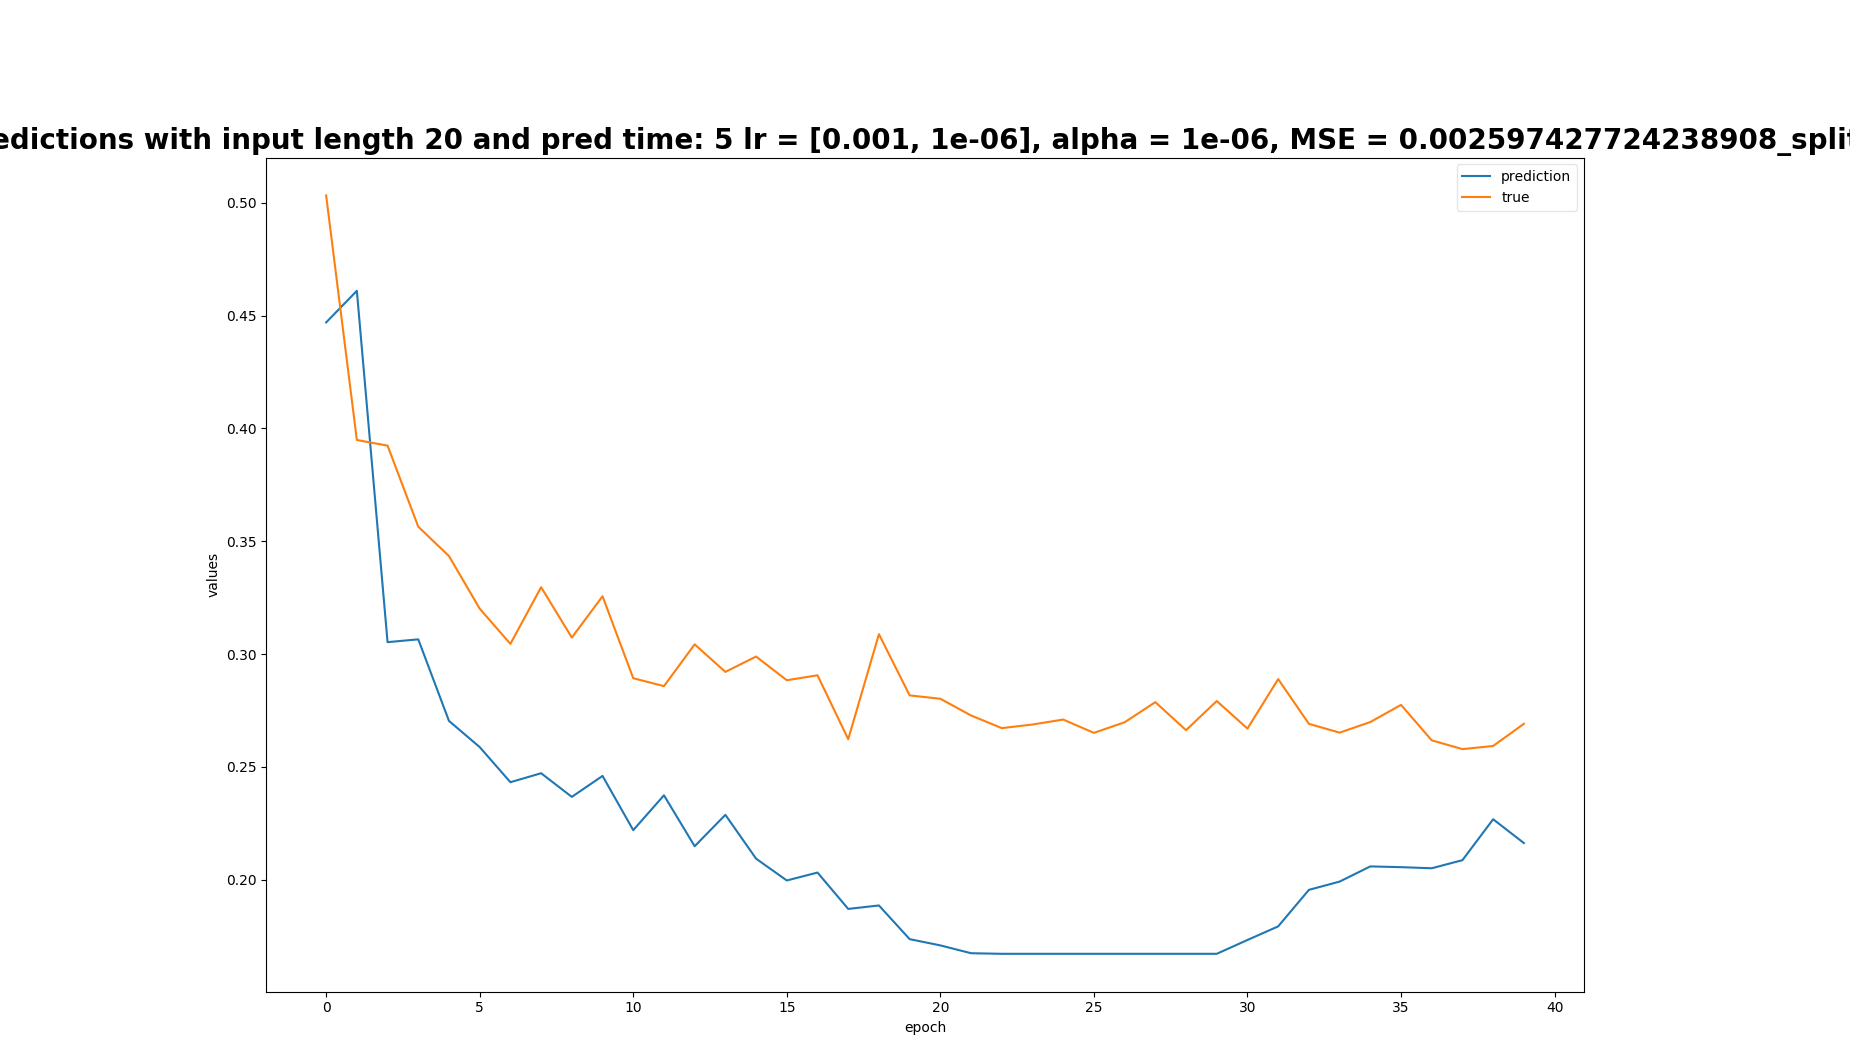 edictions with input length 20 and pred time: 5 lr = [0.001, 1e-06], alpha = 1e-06, MSE = 0.002597427724238908_split
prediction
true
0.50
0.45
0.40
0.35
0.30
0.25
0.20
values
0 5 10 15 20 25 30 35 40
epoch